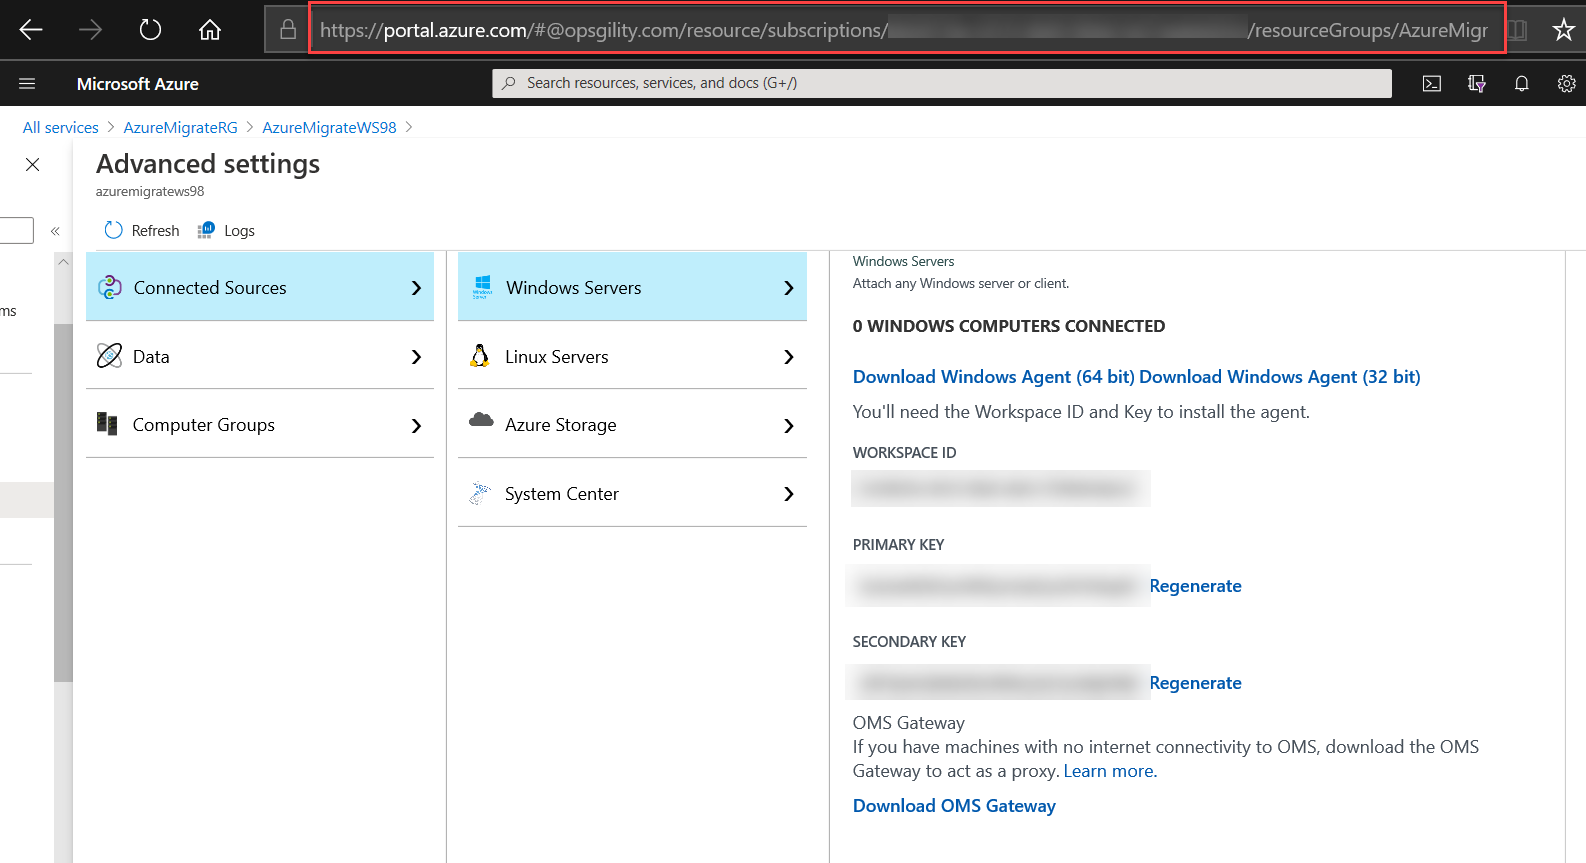 https://portal.azure.com/#@opsgility.com/resource/subscriptions/ /resourceGroups/AzureMigr
Microsoft Azure
Search resources, services, and docs (G+/)
All services > AzureMigrateRG > AzureMigrateWS98 >
Advanced settings
azuremigratews98
Refresh Logs
«
ms
Connected Sources
Data
Computer Groups
Windows Servers
Linux Servers
Azure Storage
System Center
Windows Servers
Attach any Windows server or client.
0 WINDOWS COMPUTERS CONNECTED
Download Windows Agent (64 bit) Download Windows Agent (32 bit)
You'll need the Workspace ID and Key to install the agent.
WORKSPACE ID
PRIMARY KEY
Regenerate
SECONDARY KEY
Regenerate
OMS Gateway
If you have machines with no internet connectivity to OMS, download the OMS
Gateway to act as a proxy. Learn more.
Download OMS Gateway